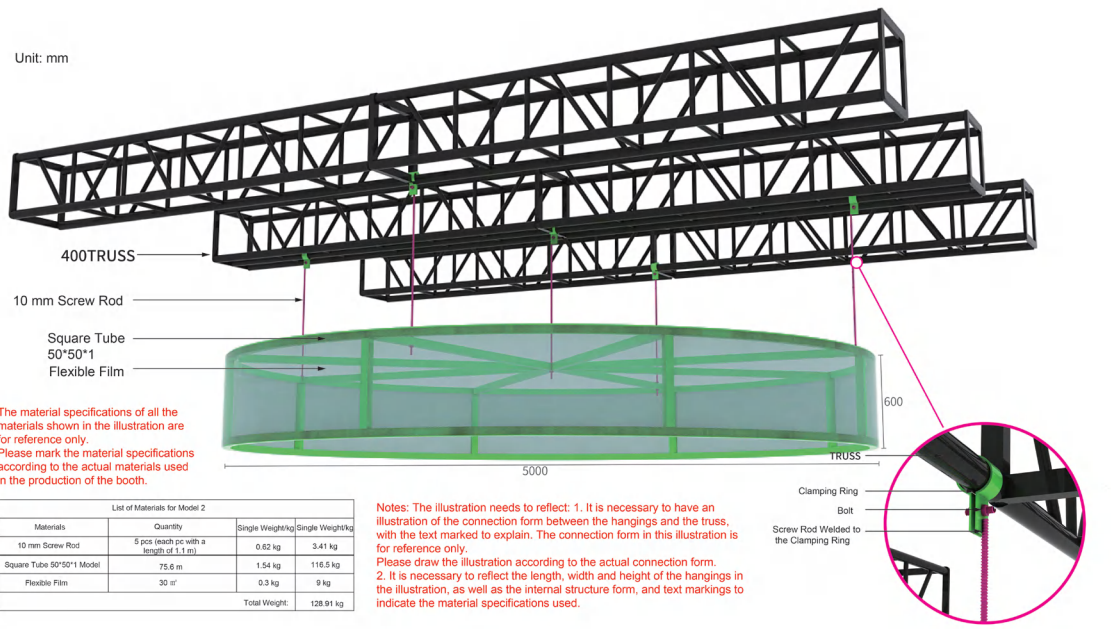 Unit: mm
400TRUSS
10 mm Screw Rod
Square Tube
50*50*1
Flexible Film
600
5000
The material specifications of all the
materials shown in the illustration are
for reference only.
Please mark the material specifications
according to the actual materials used
in the production of the booth.
TRUSS
Clamping Ring
Bolt
Screw Rod Welded to
the Clamping Ring
List of Materials for Model 2
Materials Quantity Single Weight/kg Single Weight/kg
10 mm Screw Rod 5 pcs (each pc with a
length of 1.1 m) 0.62 kg 3.41 kg
Square Tube 50*50*1 Model 75.6 m 1.54 kg 116.5 kg
Flexible Film 30 ㎡ 0.3 kg 9 kg
Total Weight: 128.91 kg
Notes: The illustration needs to reflect: 1. It is necessary to have an
illustration of the connection form between the hangings and the truss,
with the text marked to explain. The connection form in this illustration is
for reference only.
Please draw the illustration according to the actual connection form.
2. It is necessary to reflect the length, width and height of the hangings in
the illustration, as well as the internal structure form, and text markings to
indicate the material specifications used.